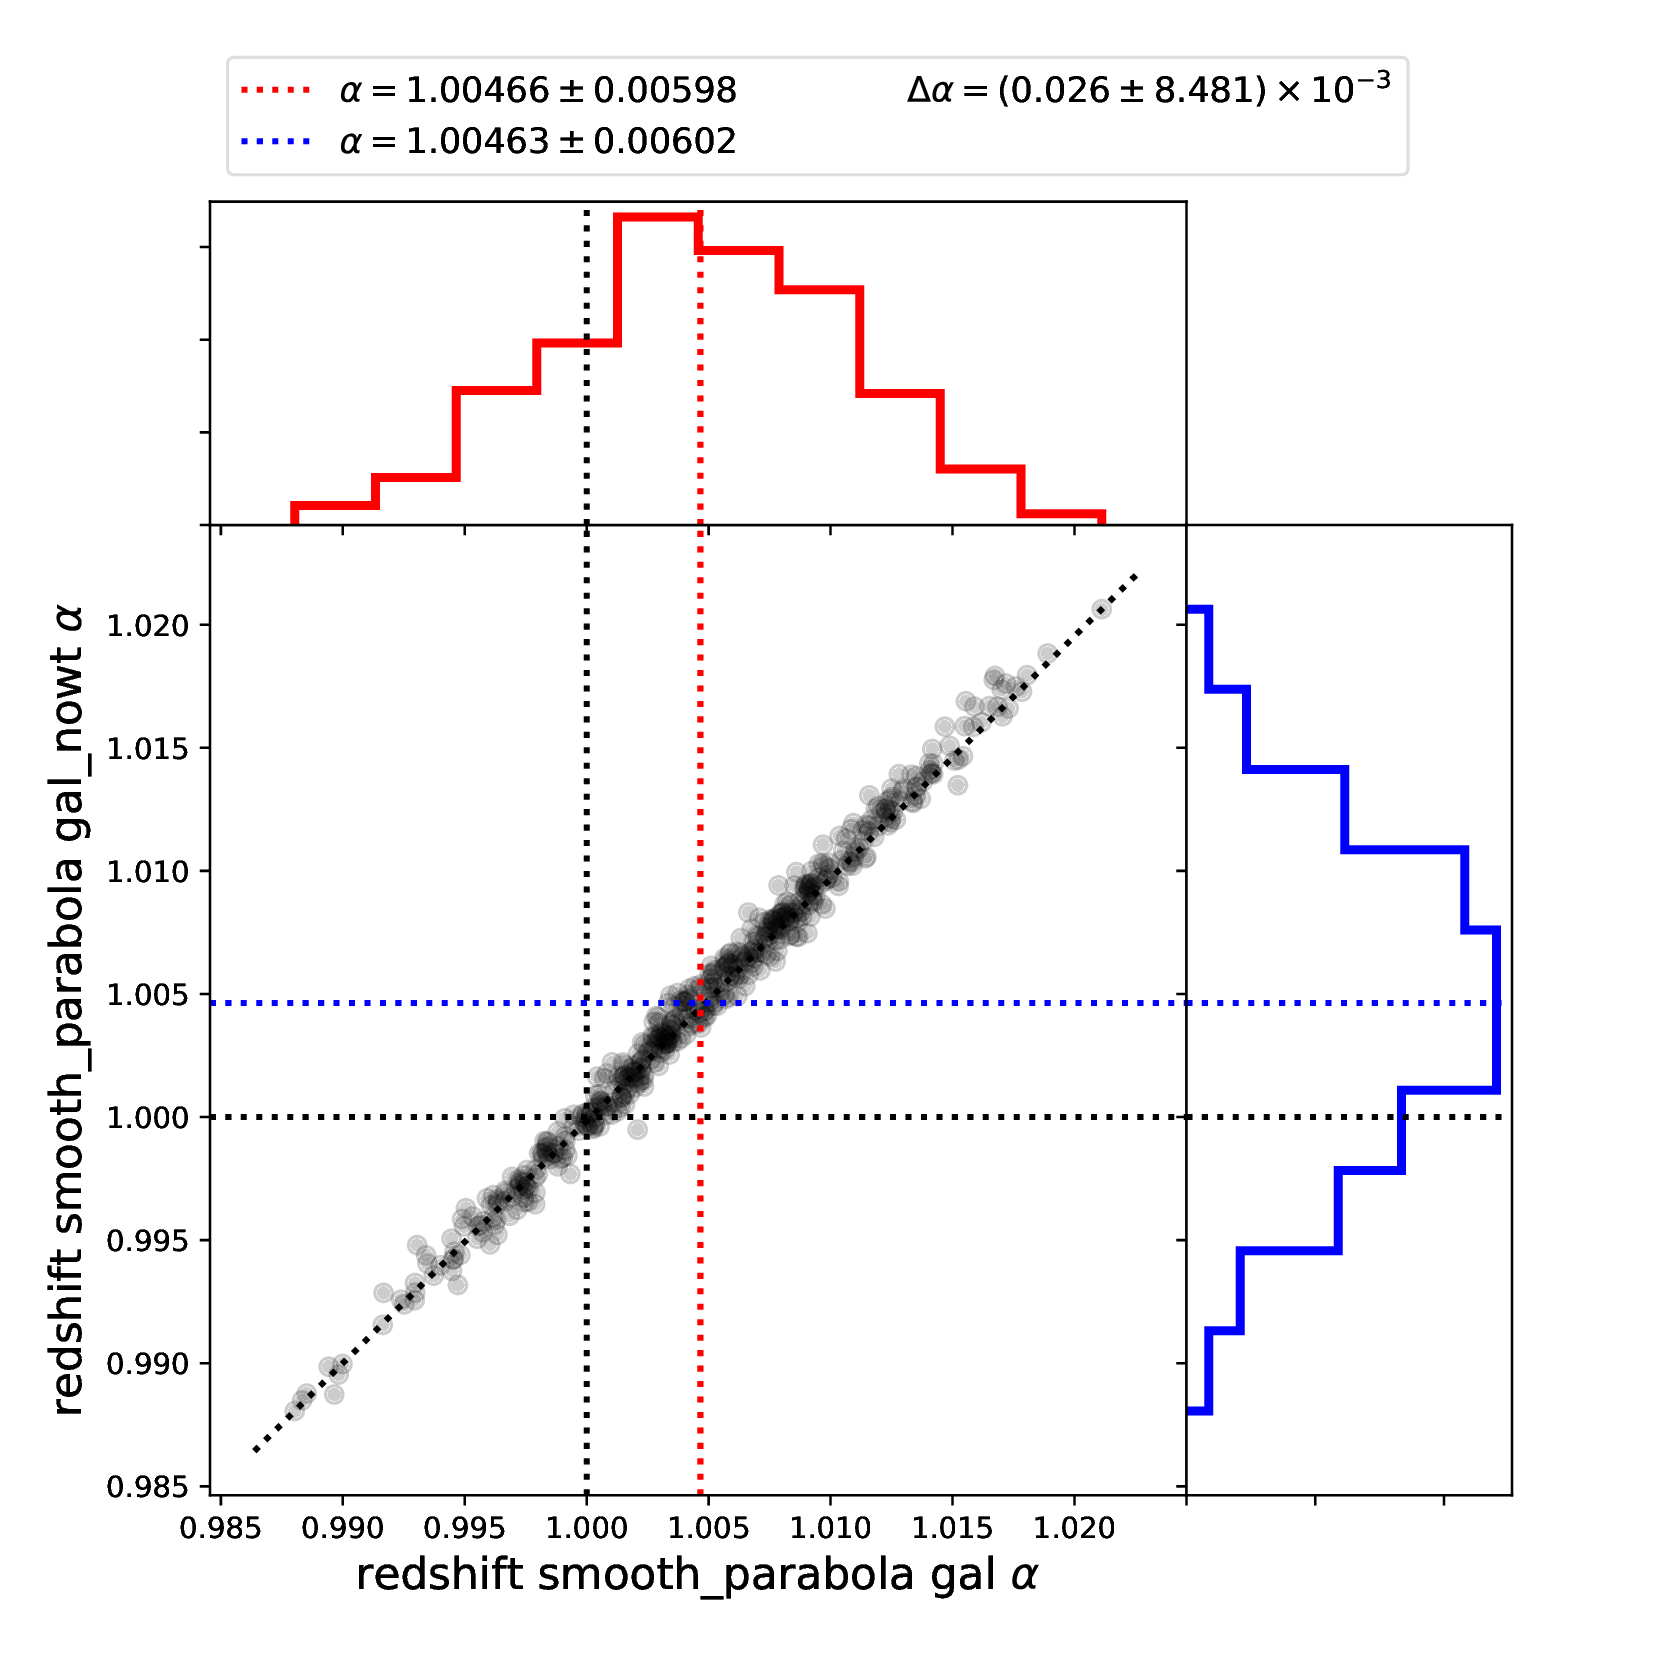 α = 1.00466 ± 0.00598
Δα = (0.026 ± 8.481) × 10⁻³
α = 1.00463 ± 0.00602
redshift smooth_parabola gal_nowt α
1.020
1.015
1.010
1.005
1.000
0.995
0.990
0.985
0.985 0.990 0.995 1.000 1.005 1.010 1.015 1.020
redshift smooth_parabola gal α